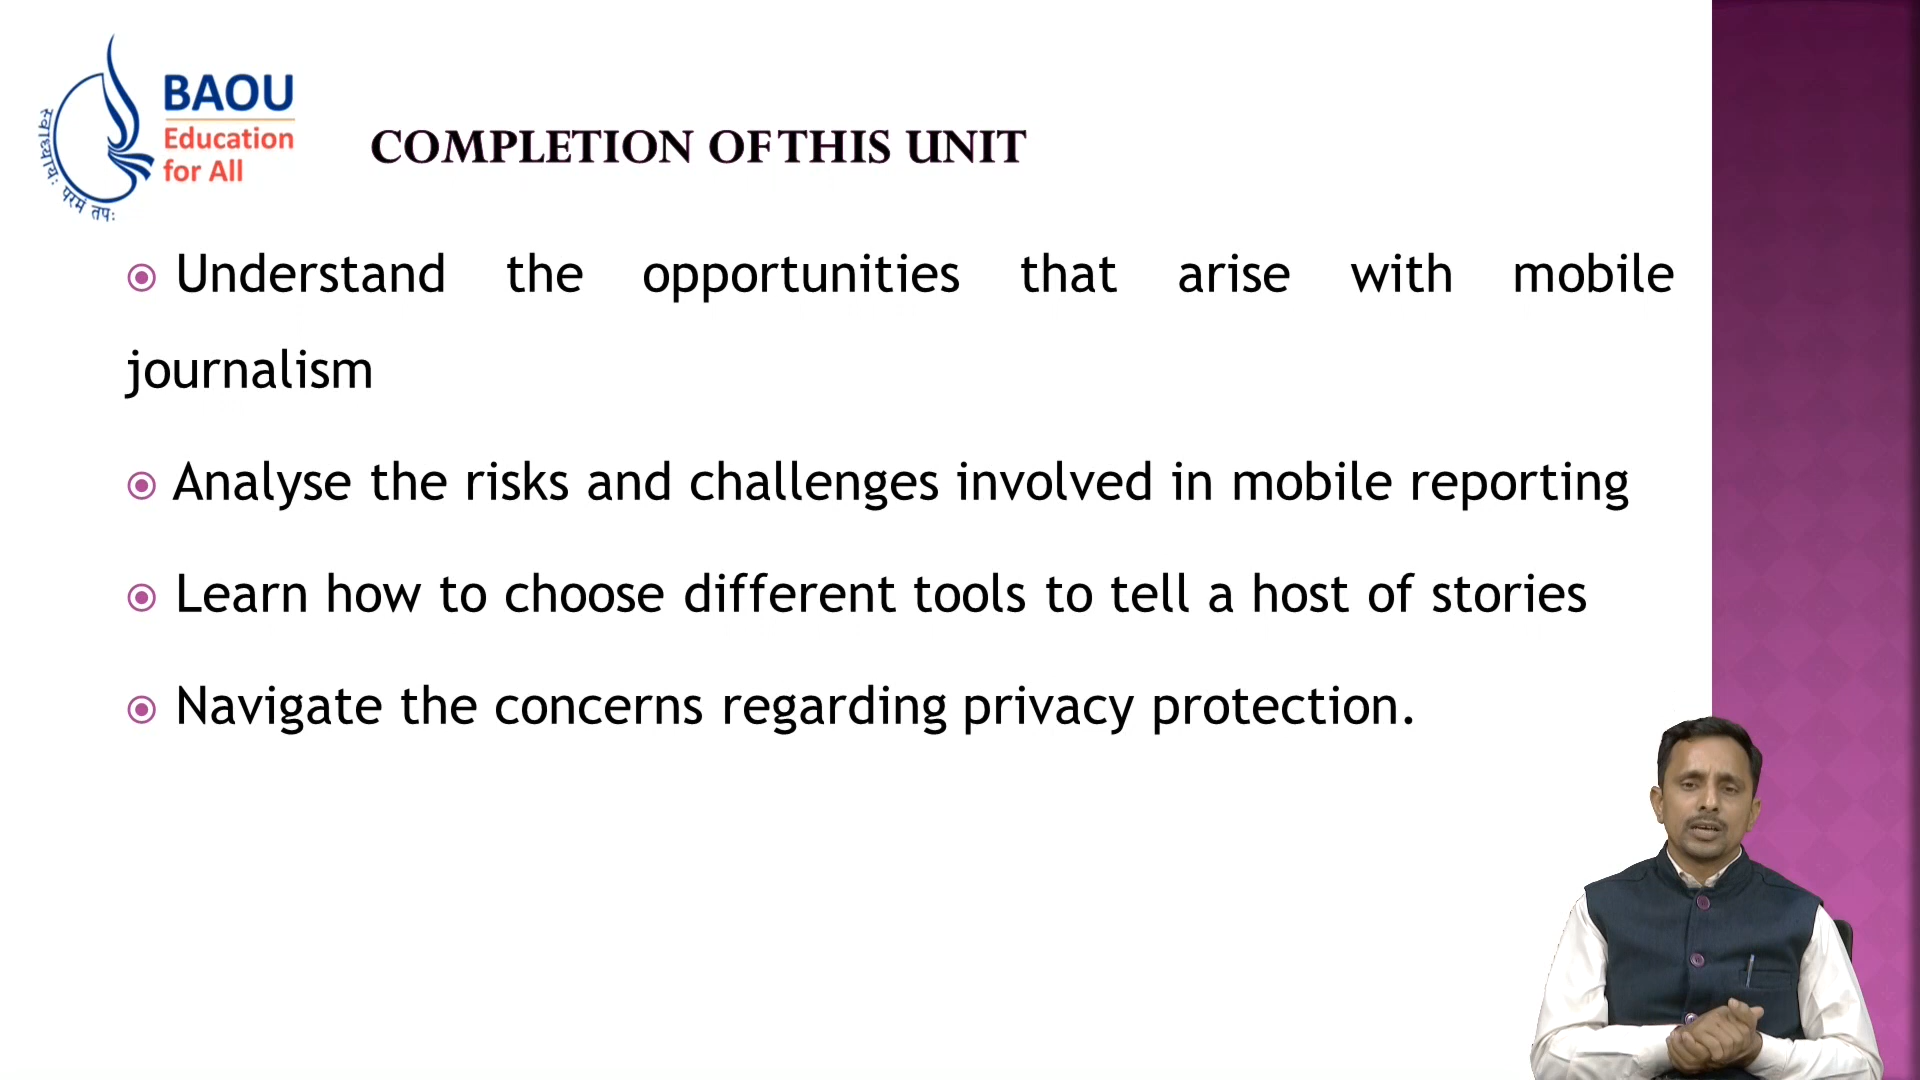 BAOU
Education
for All
स्वाध्यायः परमं तपः
COMPLETION OF THIS UNIT
Understand the opportunities that arise with mobile
journalism
Analyse the risks and challenges involved in mobile reporting
Learn how to choose different tools to tell a host of stories
Navigate the concerns regarding privacy protection.